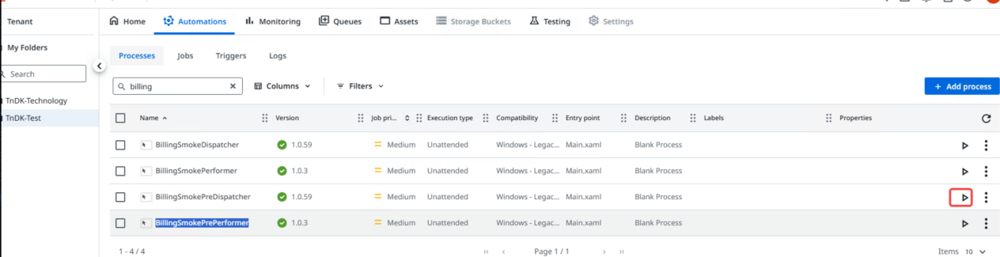 Tenant
Home Automations Monitoring Queues Assets Storage Buckets Testing Settings
My Folders
Processes Jobs Triggers Logs
Search
billing Columns Filters + Add process
TnDK-Technology
TnDK-Test
Name Version Job pri... Execution type Compatibility Entry point Description Labels Properties
BillingSmokeDispatcher 1.0.59 Medium Unattended Windows - Legac... Main.xaml Blank Process
BillingSmokePerformer 1.0.3 Medium Unattended Windows - Legac... Main.xaml Blank Process
BillingSmokePreDispatcher 1.0.59 Medium Unattended Windows - Legac... Main.xaml Blank Process
BillingSmokePrePerformer 1.0.3 Medium Unattended Windows - Legac... Main.xaml Blank Process
1 - 4 / 4 Page 1 / 1 Items 10